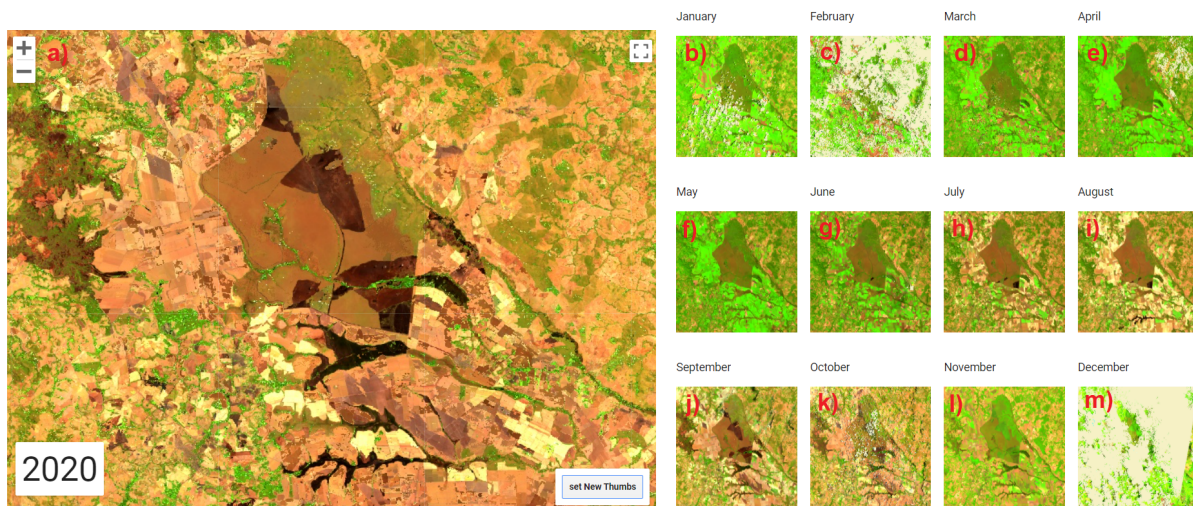 +
−
a)
2020
set New Thumbs
January
February
March
April
b)
c)
d)
e)
May
June
July
August
f)
g)
h)
i)
September
October
November
December
j)
k)
l)
m)